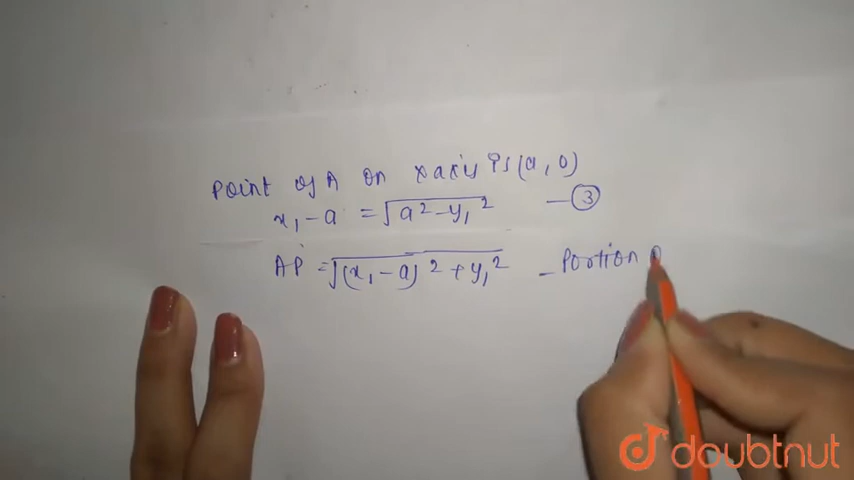 Point of A on x axis is (a, 0)
x₁ - a = √a² - y₁² — ③
AP = √(x₁ - a)² + y₁² - Portion o
doubtnut